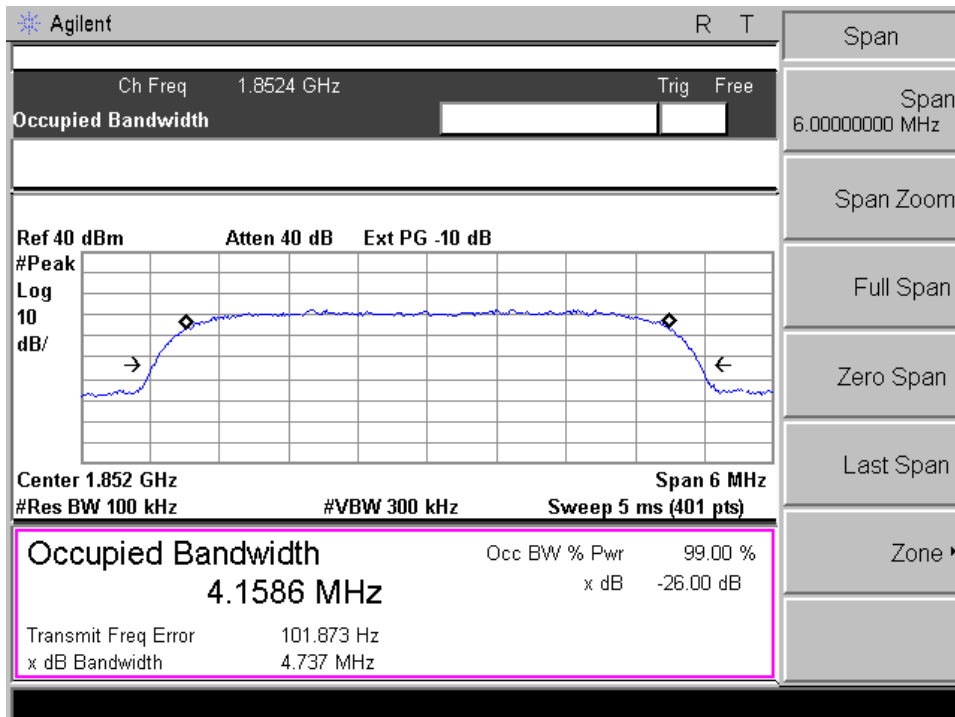 Agilent R T
Span
Ch Freq 1.8524 GHz Trig Free
Occupied Bandwidth
Span
6.00000000 MHz
Span Zoom
Full Span
Zero Span
Last Span
Zone
Ref 40 dBm Atten 40 dB Ext PG -10 dB
#Peak
Log
10
dB/
Center 1.852 GHz Span 6 MHz
#Res BW 100 kHz #VBW 300 kHz Sweep 5 ms (401 pts)
Occupied Bandwidth Occ BW % Pwr 99.00 %
4.1586 MHz x dB -26.00 dB
Transmit Freq Error 101.873 Hz
x dB Bandwidth 4.737 MHz